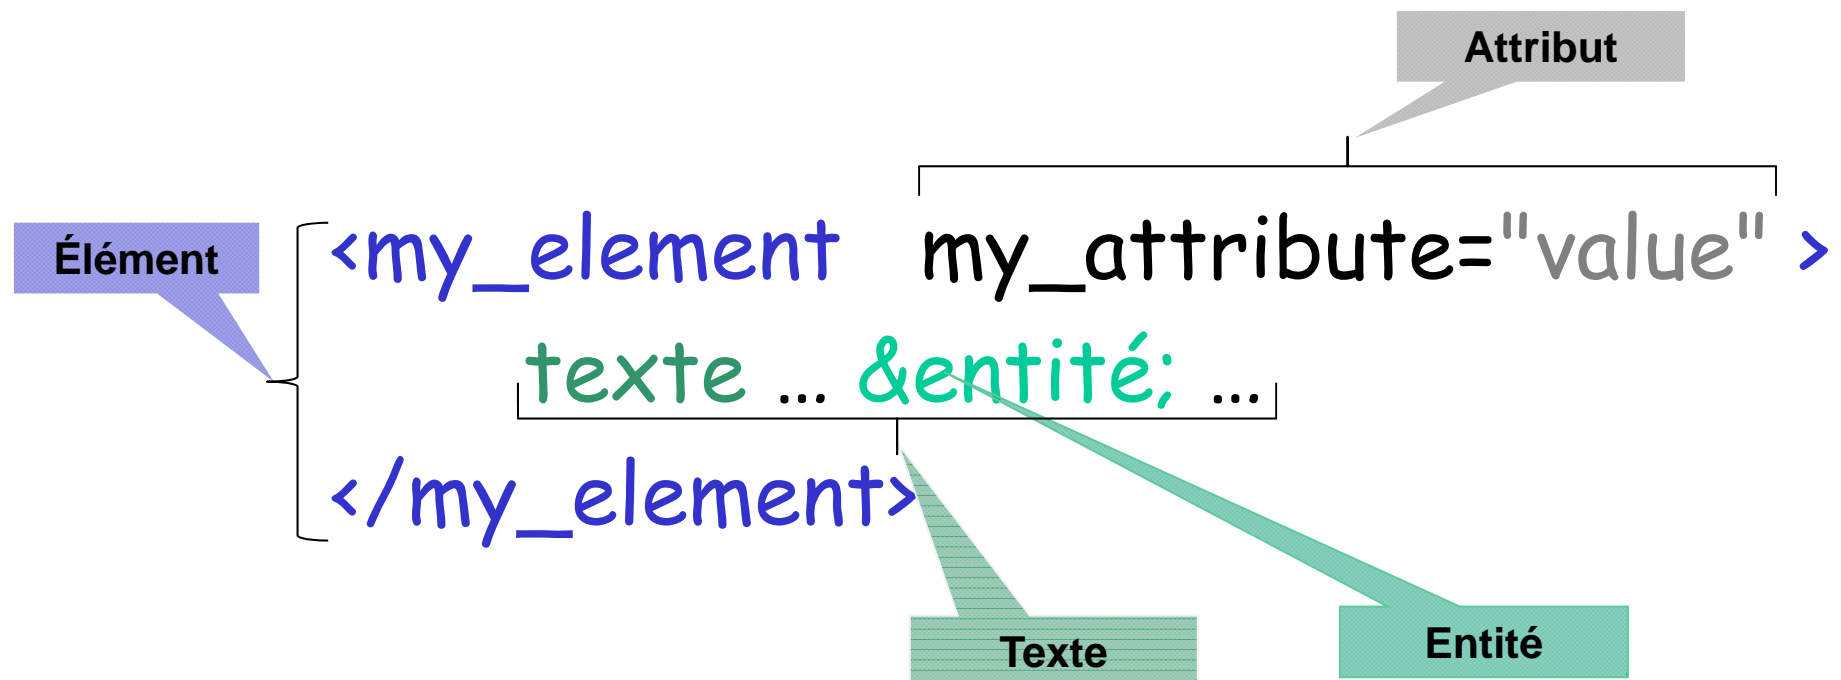 Attribut
Élément
<my_element my_attribute="value" >
texte ... &entité; ...
</my_element>
Texte
Entité